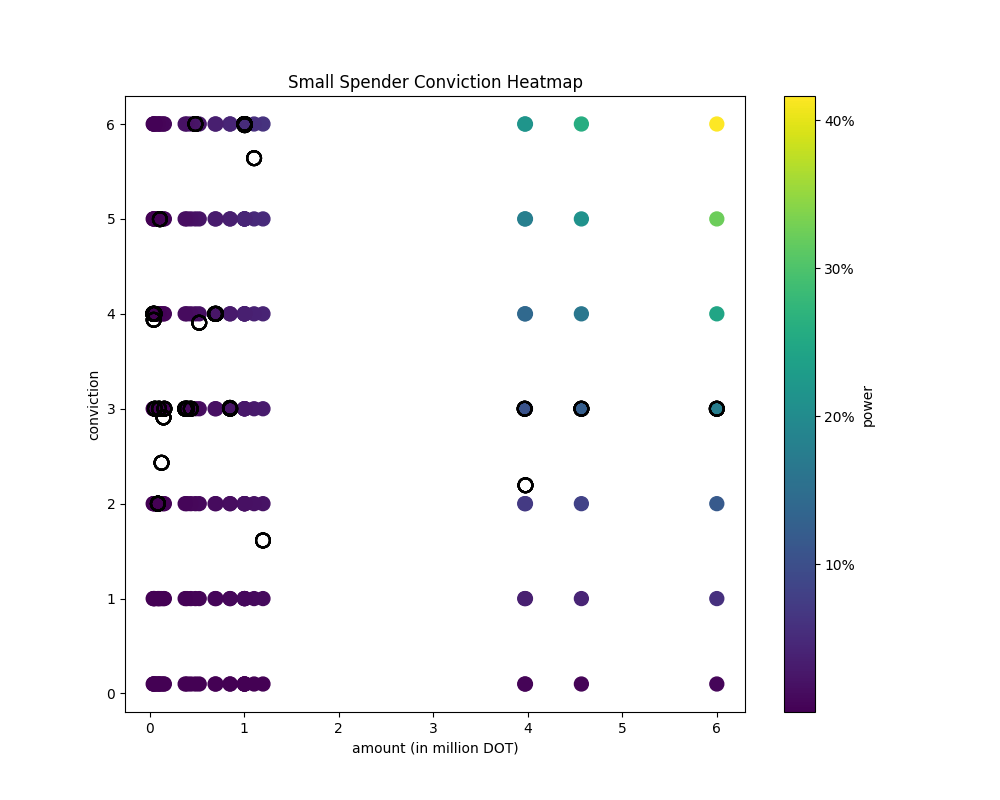 Small Spender Conviction Heatmap
6
5
4
3
2
1
0
conviction
0 1 2 3 4 5 6
amount (in million DOT)
40%
30%
20%
10%
power